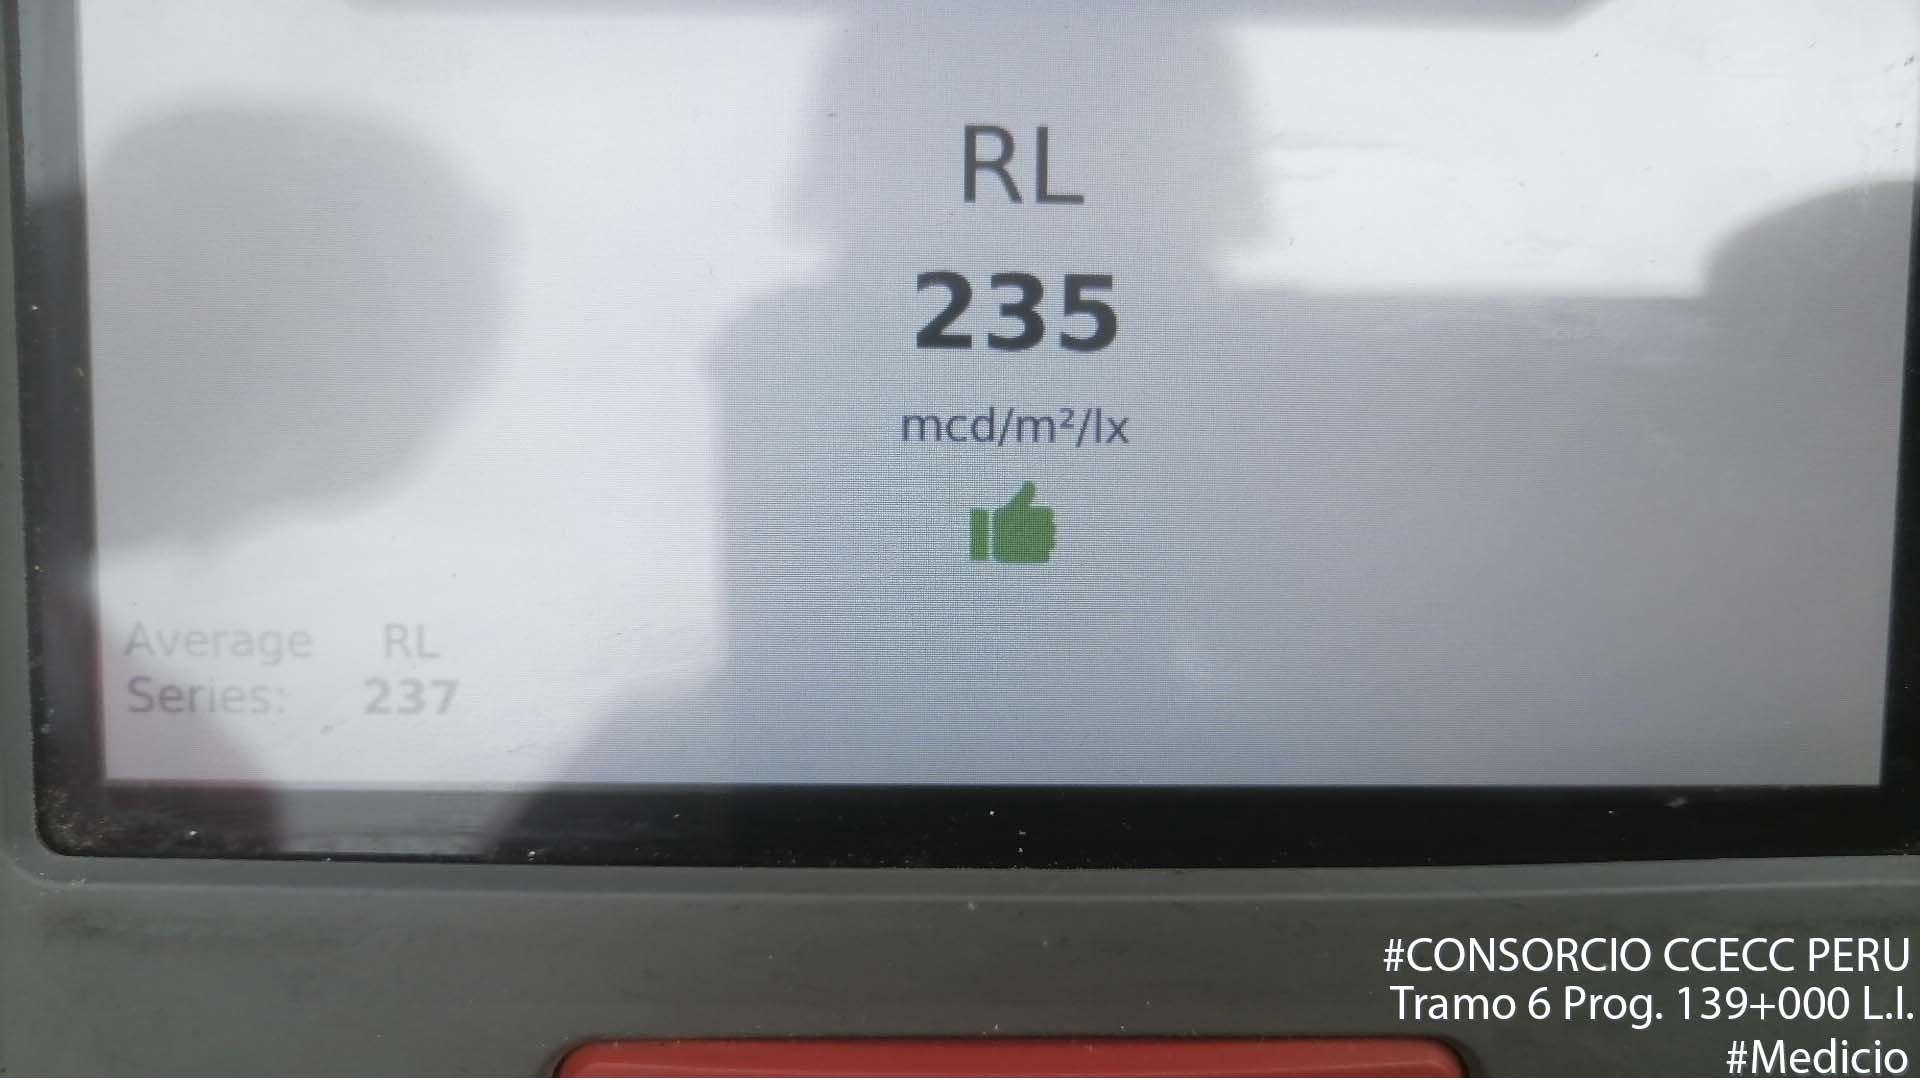 RL
235
mcd/m²/lx
Average RL
Series: 237
#CONSORCIO CCECC PERU
Tramo 6 Prog. 139+000 L.I.
#Medicio